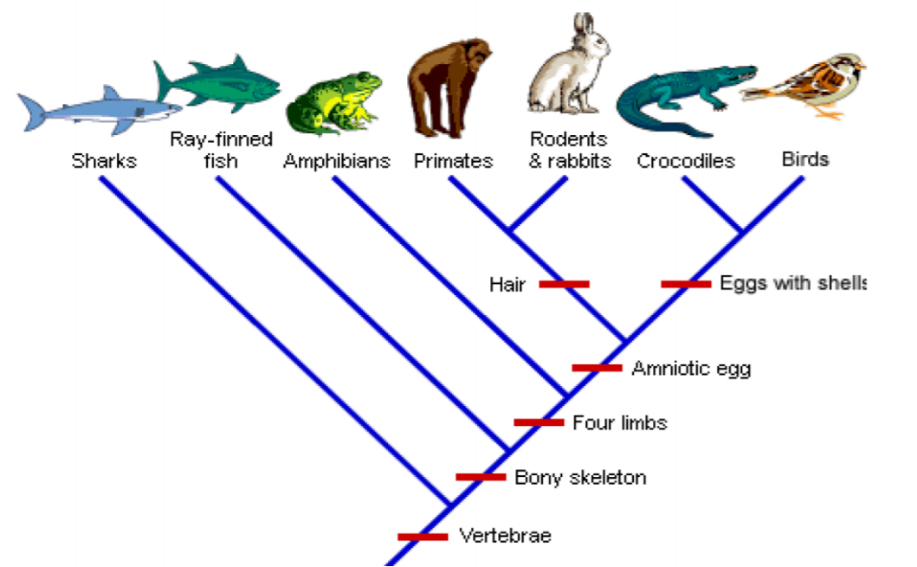 Sharks
Ray-finned
fish
Amphibians
Primates
Rodents
& rabbits
Crocodiles
Birds
Hair
Eggs with shells
Amniotic egg
Four limbs
Bony skeleton
Vertebrae